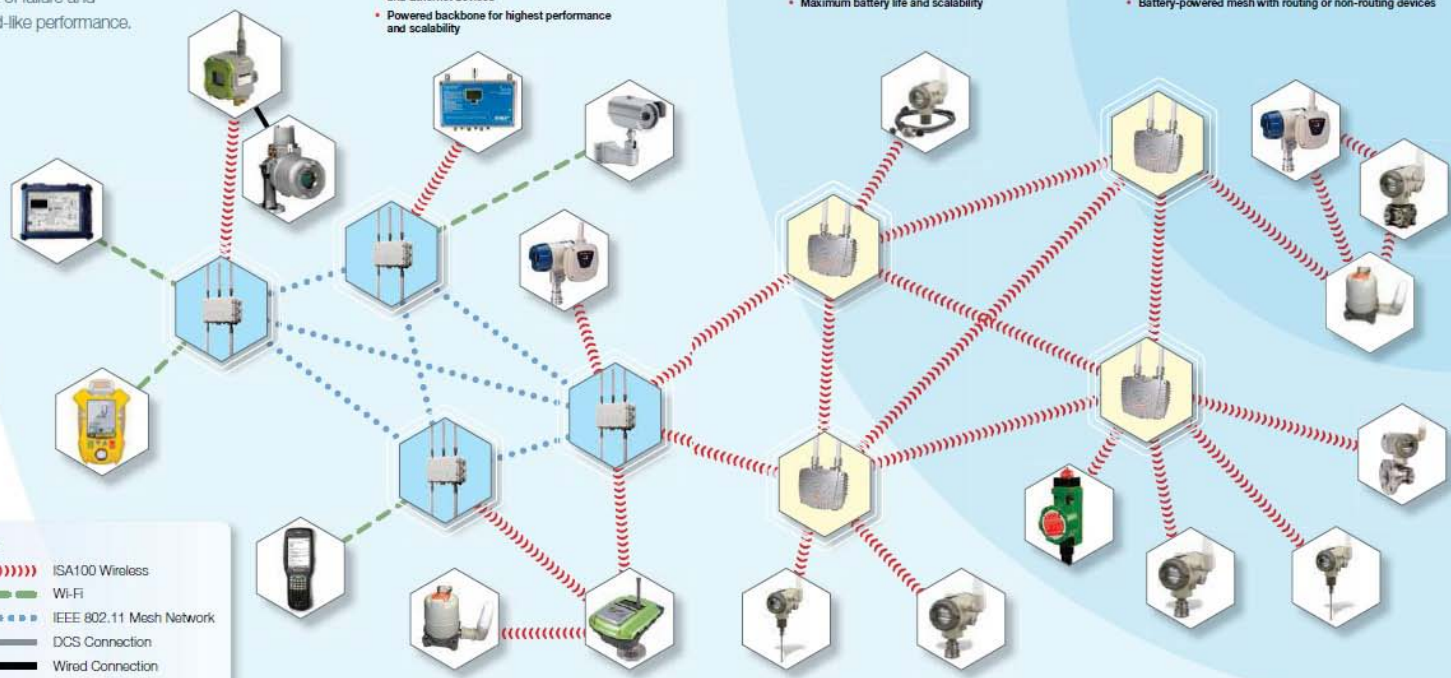 d-like performance.
• Powered backbone for highest performance
and scalability
• Maximum battery life and scalability
• Battery-powered mesh with routing or non-routing devices
ISA100 Wireless
Wi-Fi
IEEE 802.11 Mesh Network
DCS Connection
Wired Connection